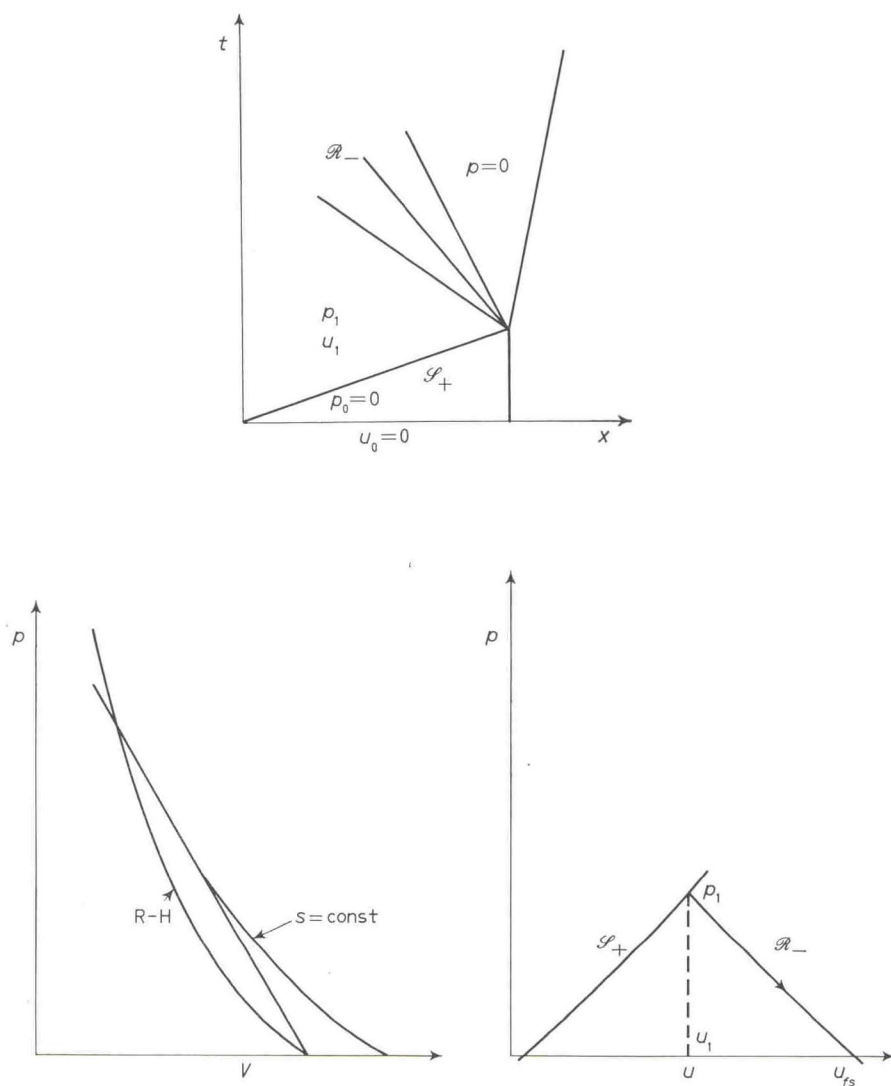 t
ℛ₋
p=0
p₁
u₁
𝒮₊
p₀=0
u₀=0
x
p
R-H
s=const
V
p
p₁
𝒮₊
ℛ₋
u₁
u
u_fs